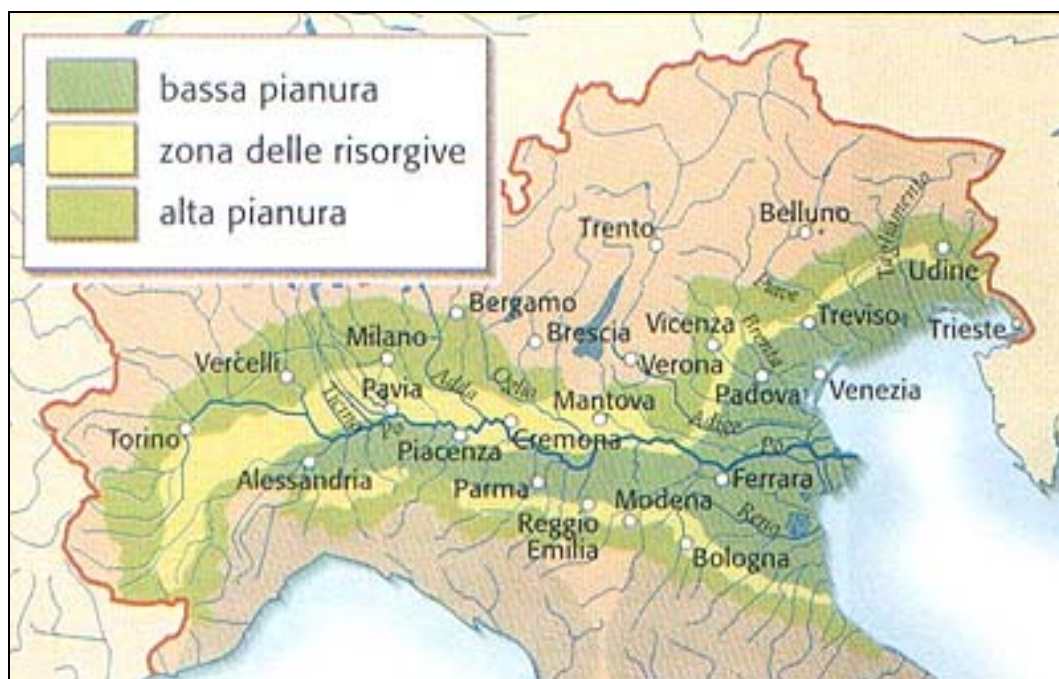 bassa pianura
zona delle risorgive
alta pianura
Trento
Belluno
Tagliamento
Udine
Bergamo
Piave
Milano
Brescia
Vicenza
Brenta
Treviso
Trieste
Vercelli
Verona
Pavia
Adda
Oglio
Padova
Venezia
Ticino
Mantova
Torino
Po
Cremona
Adige
Piacenza
Po
Alessandria
Parma
Modena
Ferrara
Reno
Reggio
Emilia
Bologna